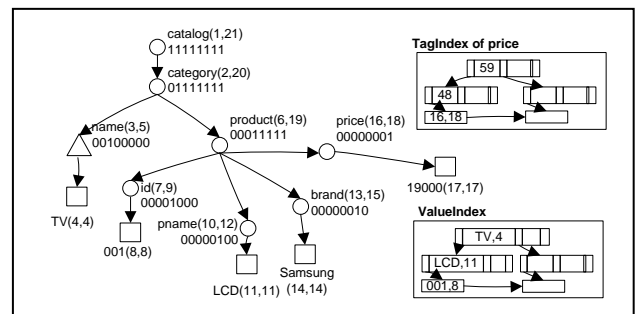 catalog(1,21)
11111111
category(2,20)
01111111
name(3,5)
00100000
product(6,19)
00011111
price(16,18)
00000001
id(7,9)
00001000
pname(10,12)
00000100
brand(13,15)
00000010
TV(4,4)
001(8,8)
LCD(11,11)
Samsung
(14,14)
19000(17,17)
TagIndex of price
59
48
16,18
ValueIndex
TV,4
LCD,11
001,8